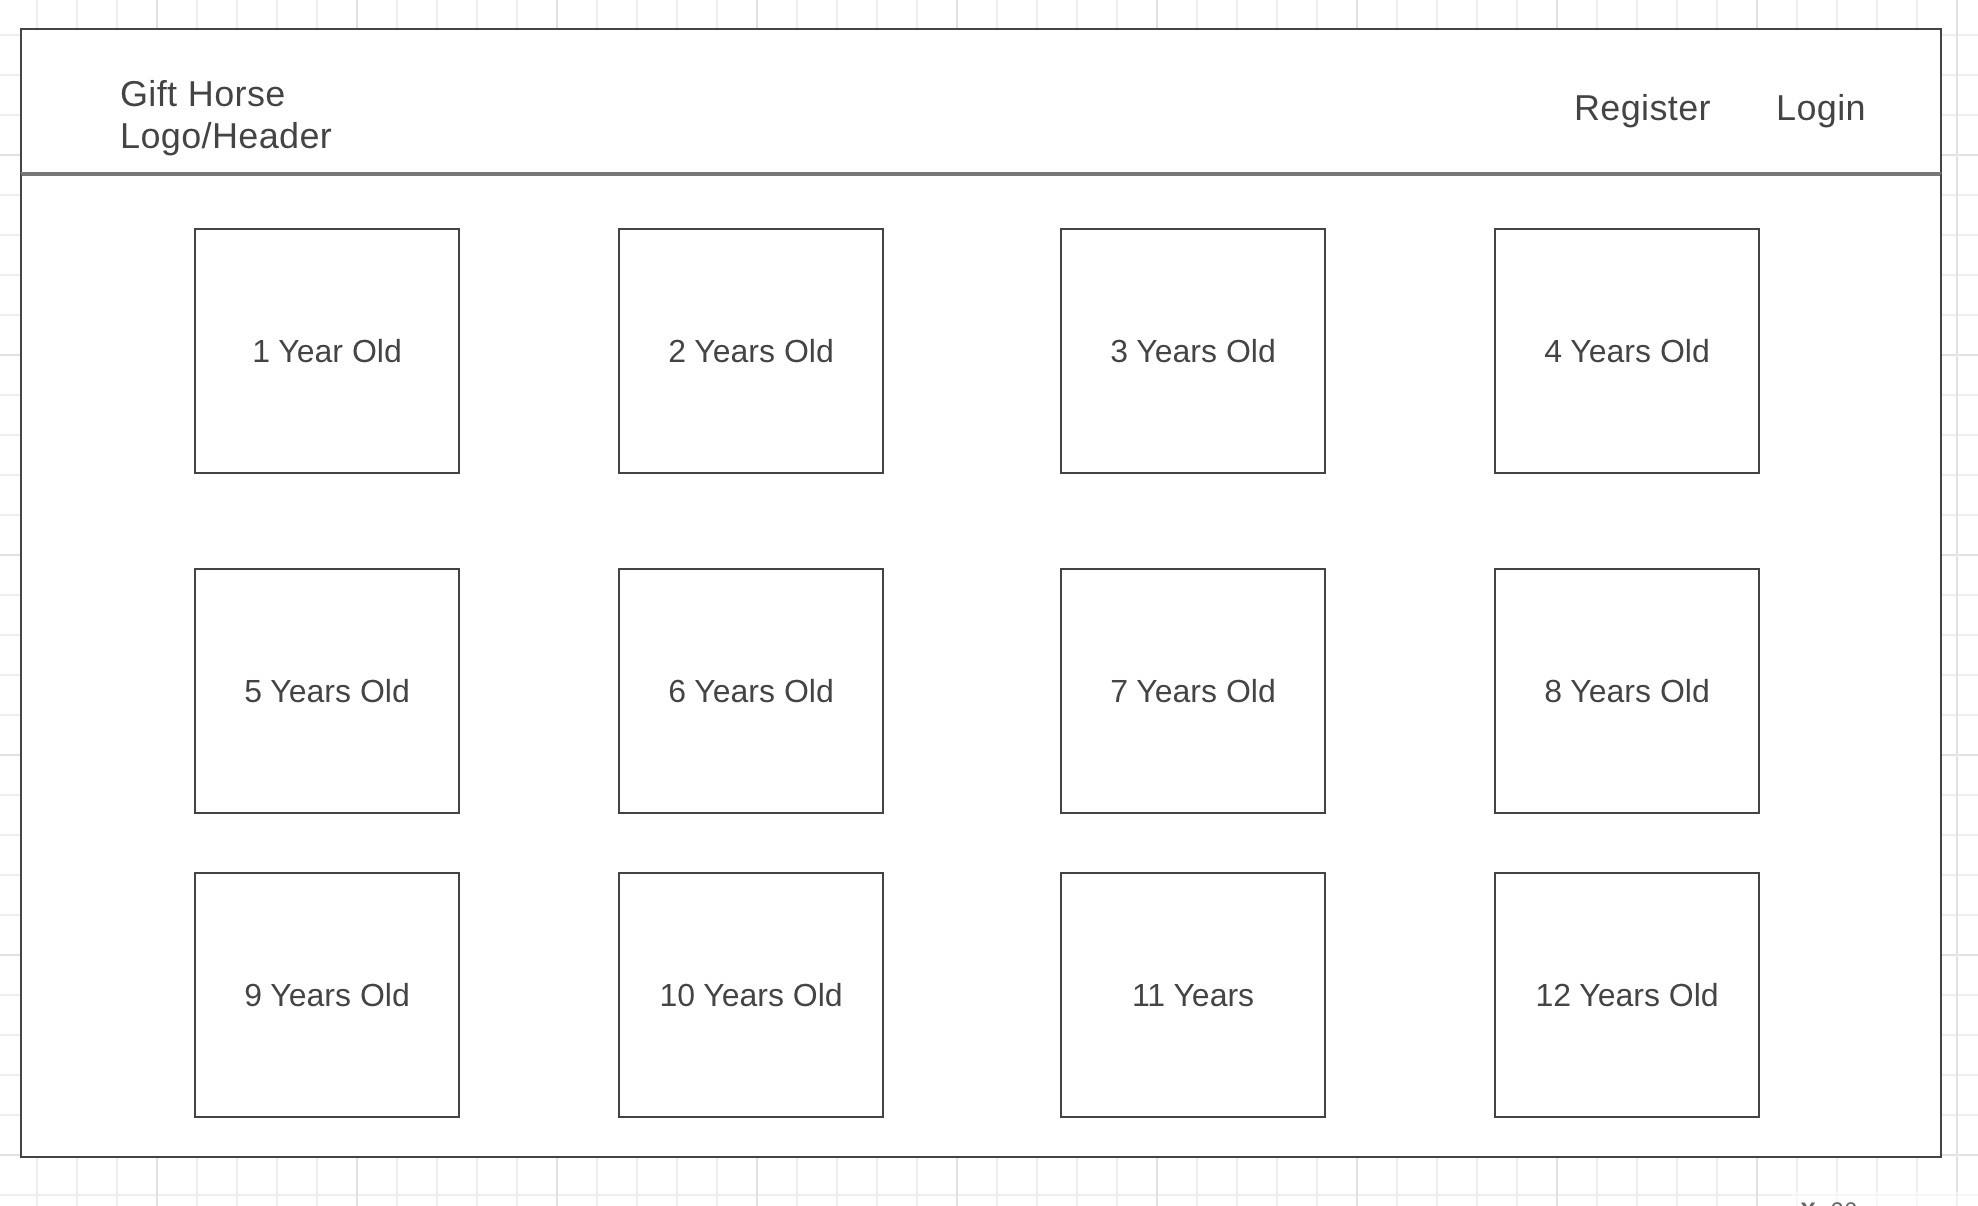 Gift Horse
Logo/Header
Register Login
1 Year Old
2 Years Old
3 Years Old
4 Years Old
5 Years Old
6 Years Old
7 Years Old
8 Years Old
9 Years Old
10 Years Old
11 Years
12 Years Old